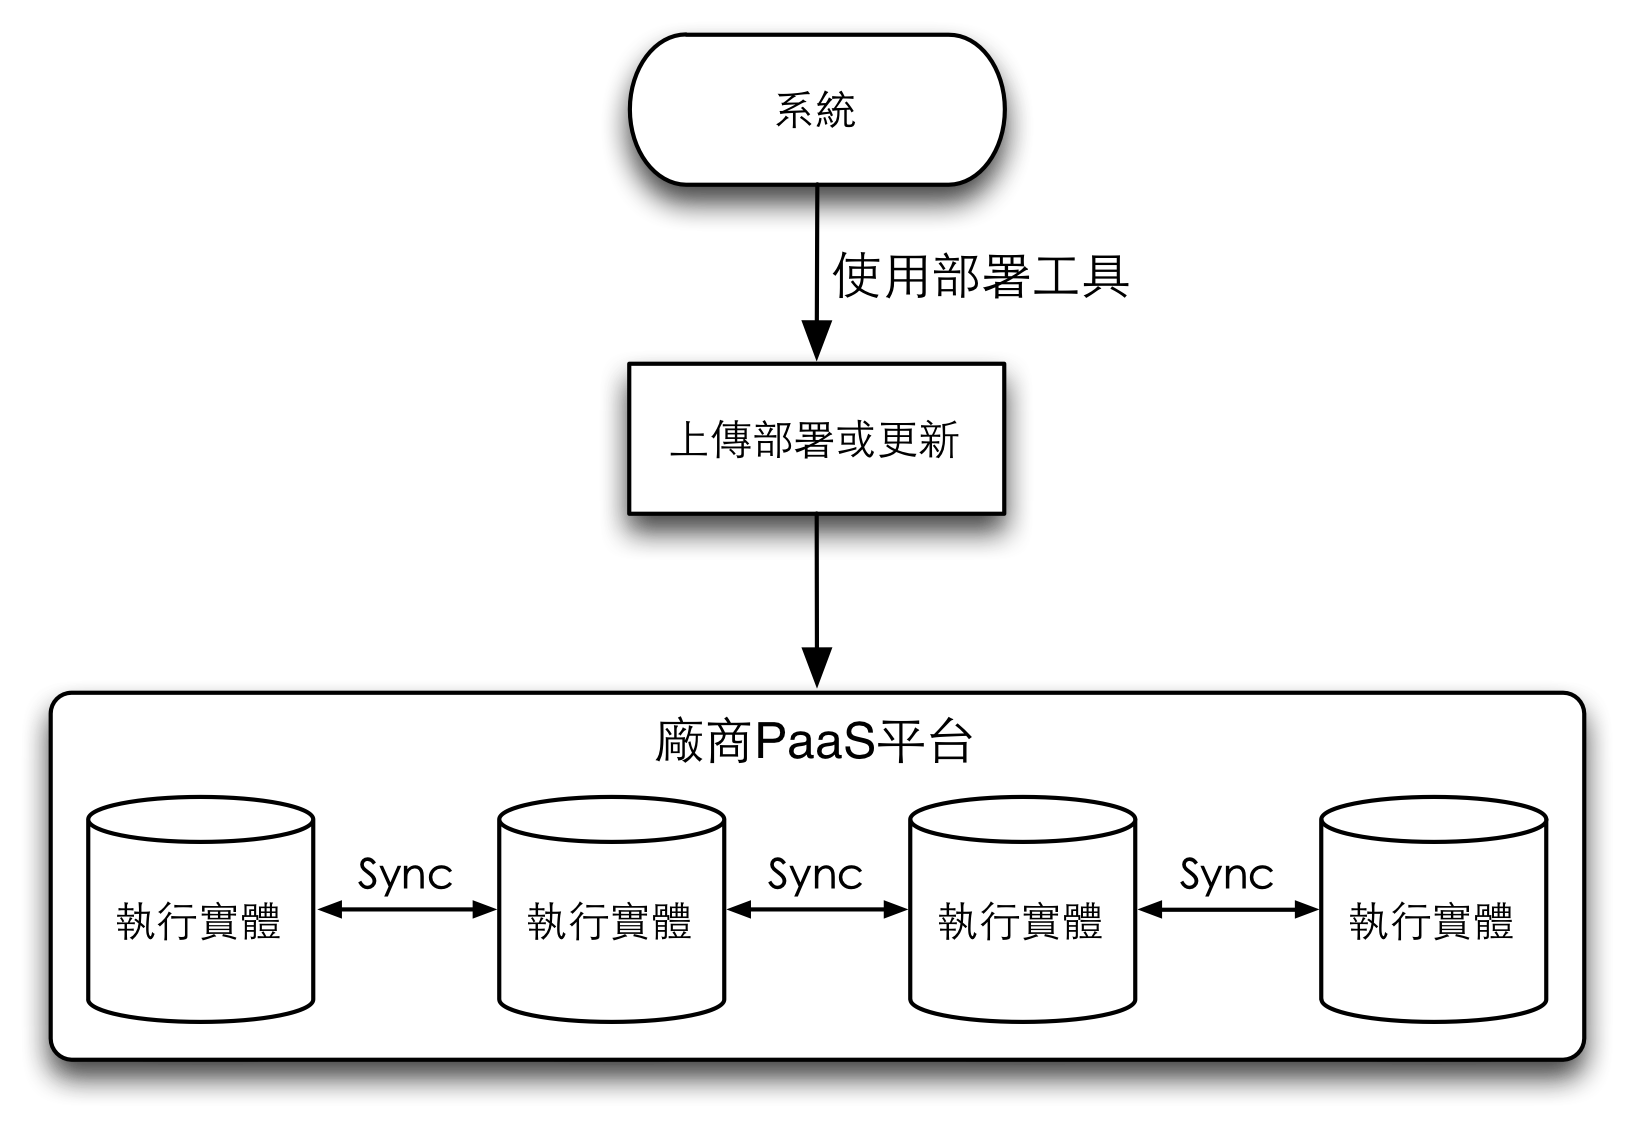 系統
使用部署工具
上傳部署或更新
廠商PaaS平台
Sync
Sync
Sync
執行實體
執行實體
執行實體
執行實體